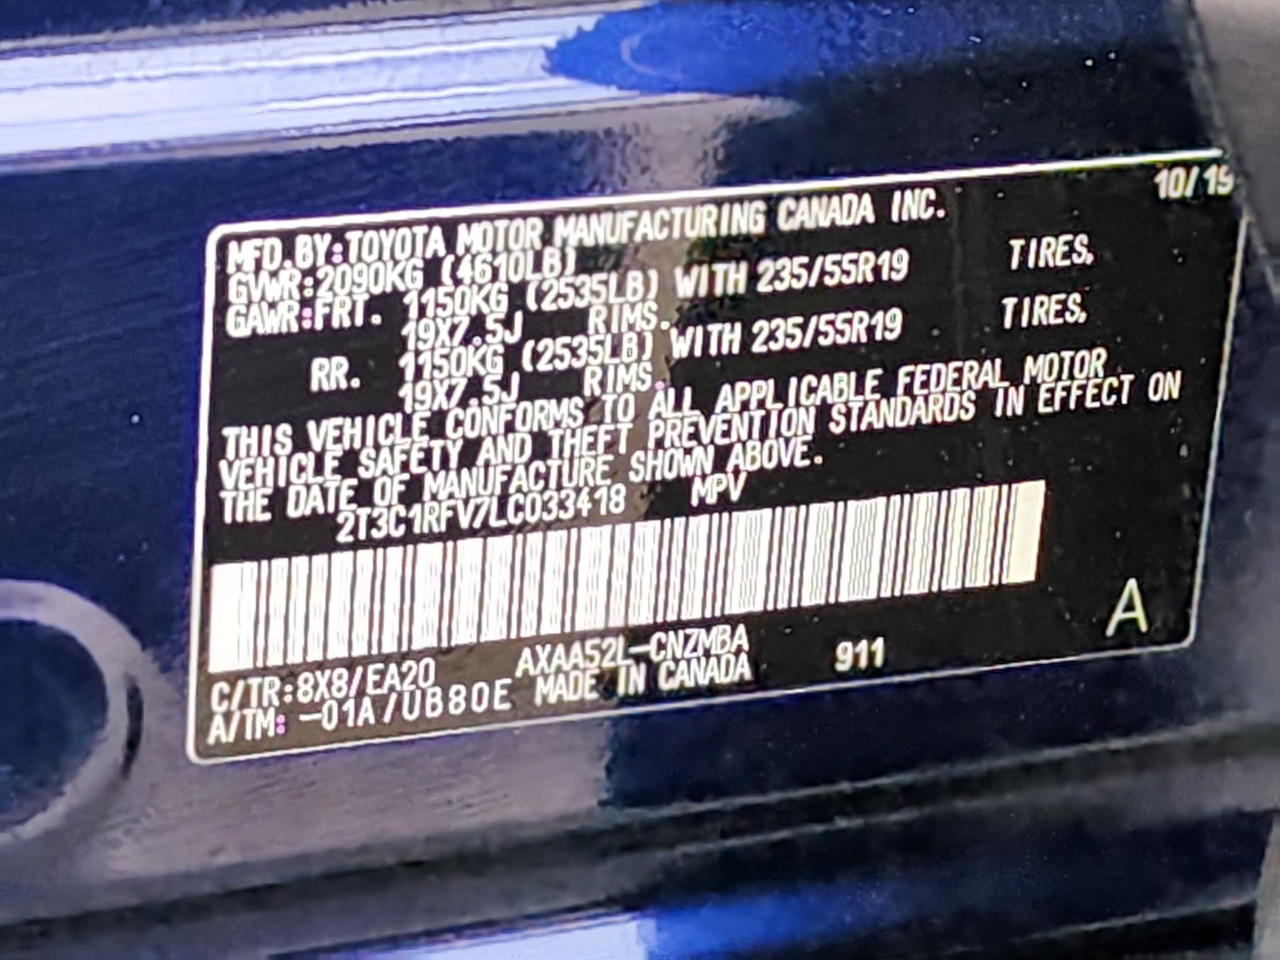 10/19
MFD.BY:TOYOTA MOTOR MANUFACTURING CANADA INC.
GVWR:2090KG (4610LB)
GAWR:FRT. 1150KG (2535LB) WITH 235/55R19 TIRES,
19X7.5J RIMS.
RR. 1150KG (2535LB) WITH 235/55R19 TIRES,
19X7.5J RIMS.
THIS VEHICLE CONFORMS TO ALL APPLICABLE FEDERAL MOTOR
VEHICLE SAFETY AND THEFT PREVENTION STANDARDS IN EFFECT ON
THE DATE OF MANUFACTURE SHOWN ABOVE.
2T3C1RFV7LC033418 MPV
A
C/TR:8X8/EA20 AXAA52L-CNZMBA 911
A/TM: -01A/UB80E MADE IN CANADA